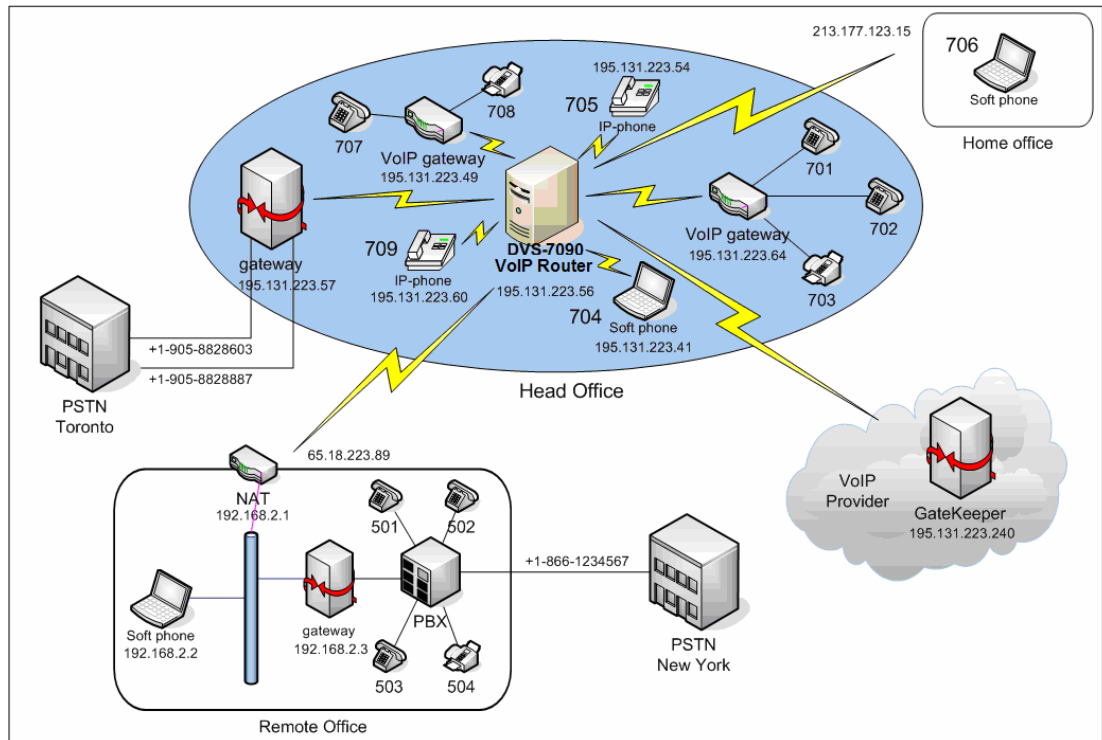 213.177.123.15
706
Soft phone
Home office
195.131.223.54
705
IP-phone
708
707
VoIP gateway
195.131.223.49
701
702
VoIP gateway
195.131.223.64
703
gateway
195.131.223.57
709
IP-phone
195.131.223.60
DVS-7090
VoIP Router
195.131.223.56
704
Soft phone
195.131.223.41
Head Office
+1-905-8828603
+1-905-8828887
PSTN
Toronto
65.18.223.89
NAT
192.168.2.1
501
502
PBX
+1-866-1234567
Soft phone
192.168.2.2
gateway
192.168.2.3
503
504
Remote Office
PSTN
New York
VoIP
Provider
GateKeeper
195.131.223.240